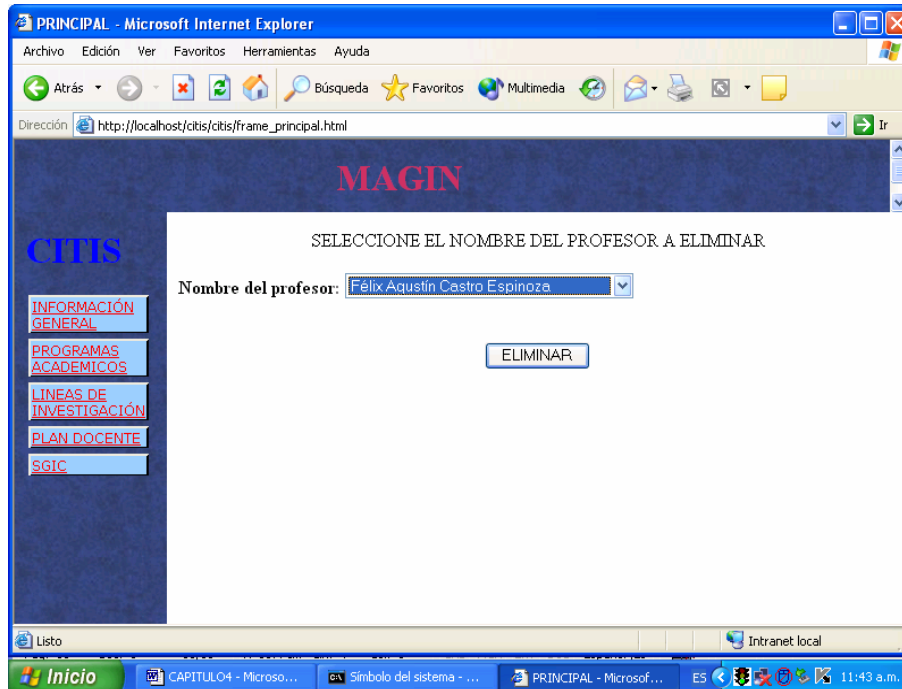 PRINCIPAL - Microsoft Internet Explorer
Archivo Edición Ver Favoritos Herramientas Ayuda
Atrás Búsqueda Favoritos Multimedia
Dirección http://localhost/citis/citis/frame_principal.html Ir
MAGIN
CITIS
SELECCIONE EL NOMBRE DEL PROFESOR A ELIMINAR
Nombre del profesor: Félix Agustín Castro Espinoza
ELIMINAR
INFORMACIÓN
GENERAL
PROGRAMAS
ACADEMICOS
LINEAS DE
INVESTIGACIÓN
PLAN DOCENTE
SGIC
Listo Intranet local
Inicio CAPITULO4 - Microso... Símbolo del sistema - ... PRINCIPAL - Microsof... ES 11:43 a.m.